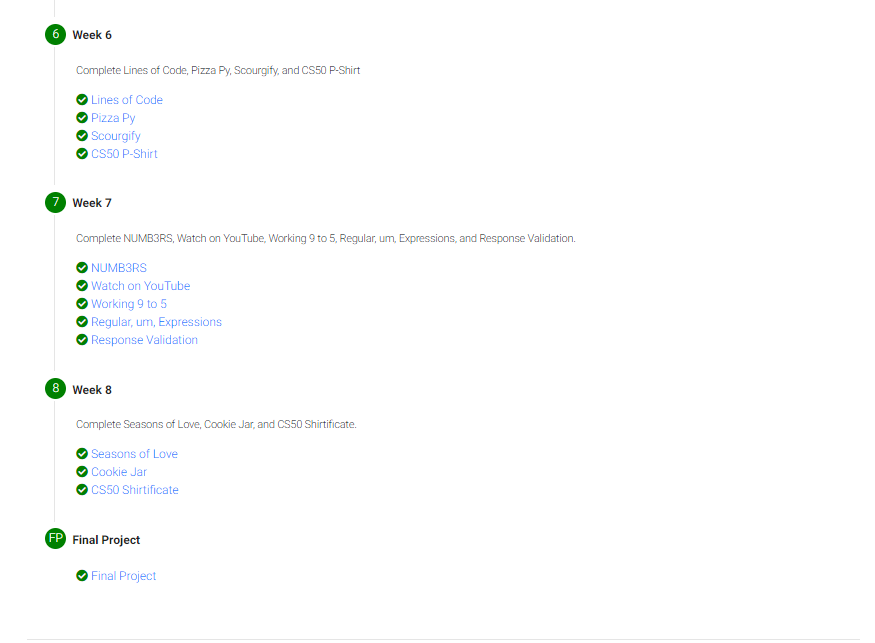 6 Week 6
Complete Lines of Code, Pizza Py, Scourgify, and CS50 P-Shirt
Lines of Code
Pizza Py
Scourgify
CS50 P-Shirt
7 Week 7
Complete NUMB3RS, Watch on YouTube, Working 9 to 5, Regular, um, Expressions, and Response Validation.
NUMB3RS
Watch on YouTube
Working 9 to 5
Regular, um, Expressions
Response Validation
8 Week 8
Complete Seasons of Love, Cookie Jar, and CS50 Shirtificate.
Seasons of Love
Cookie Jar
CS50 Shirtificate
FP Final Project
Final Project